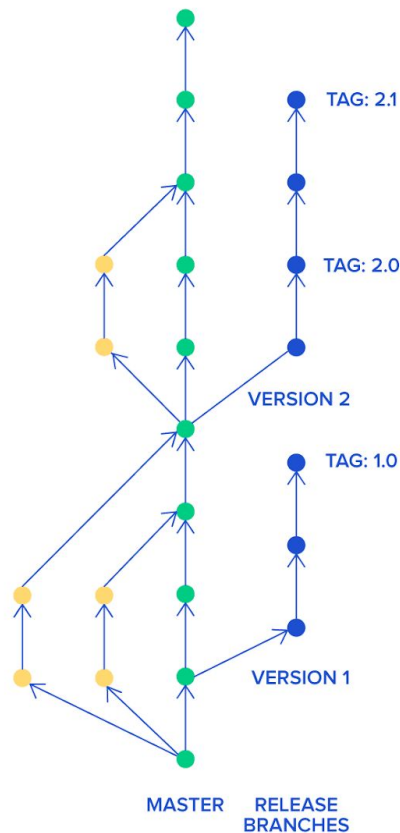 TAG: 2.1
TAG: 2.0
VERSION 2
TAG: 1.0
VERSION 1
MASTER
RELEASE
BRANCHES